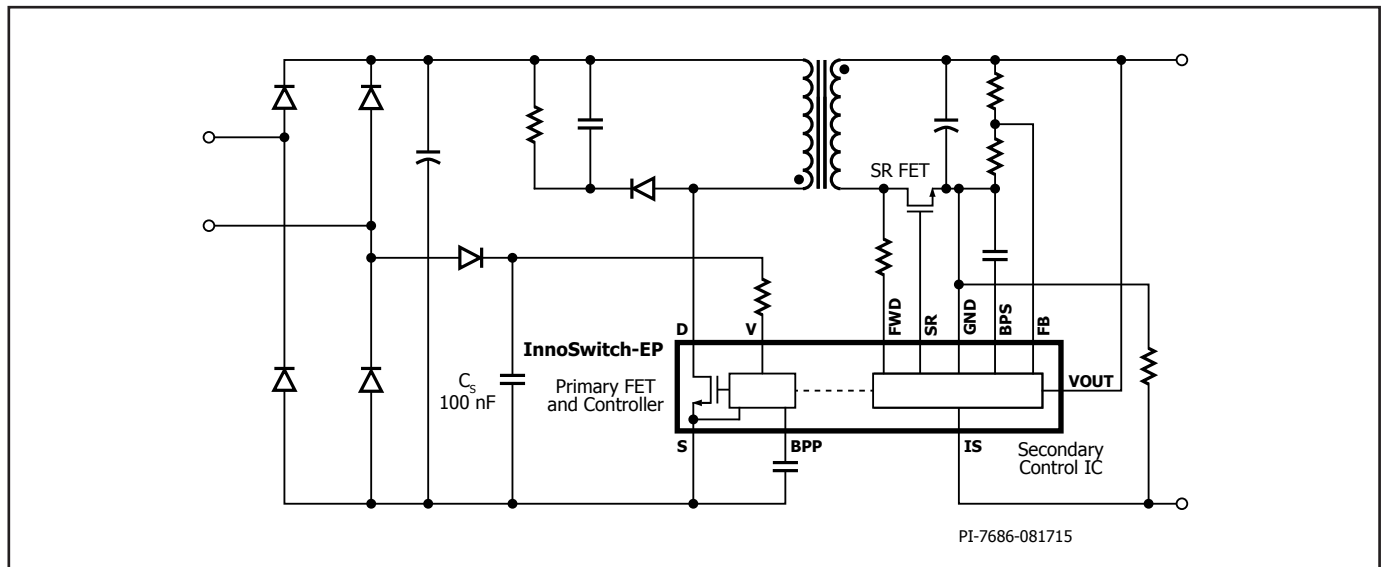 SR FET
FWD
SR
GND
BPS
FB
D
V
InnoSwitch-EP
Primary FET
and Controller
VOUT
Cₛ
100 nF
S
BPP
IS
Secondary
Control IC
PI-7686-081715